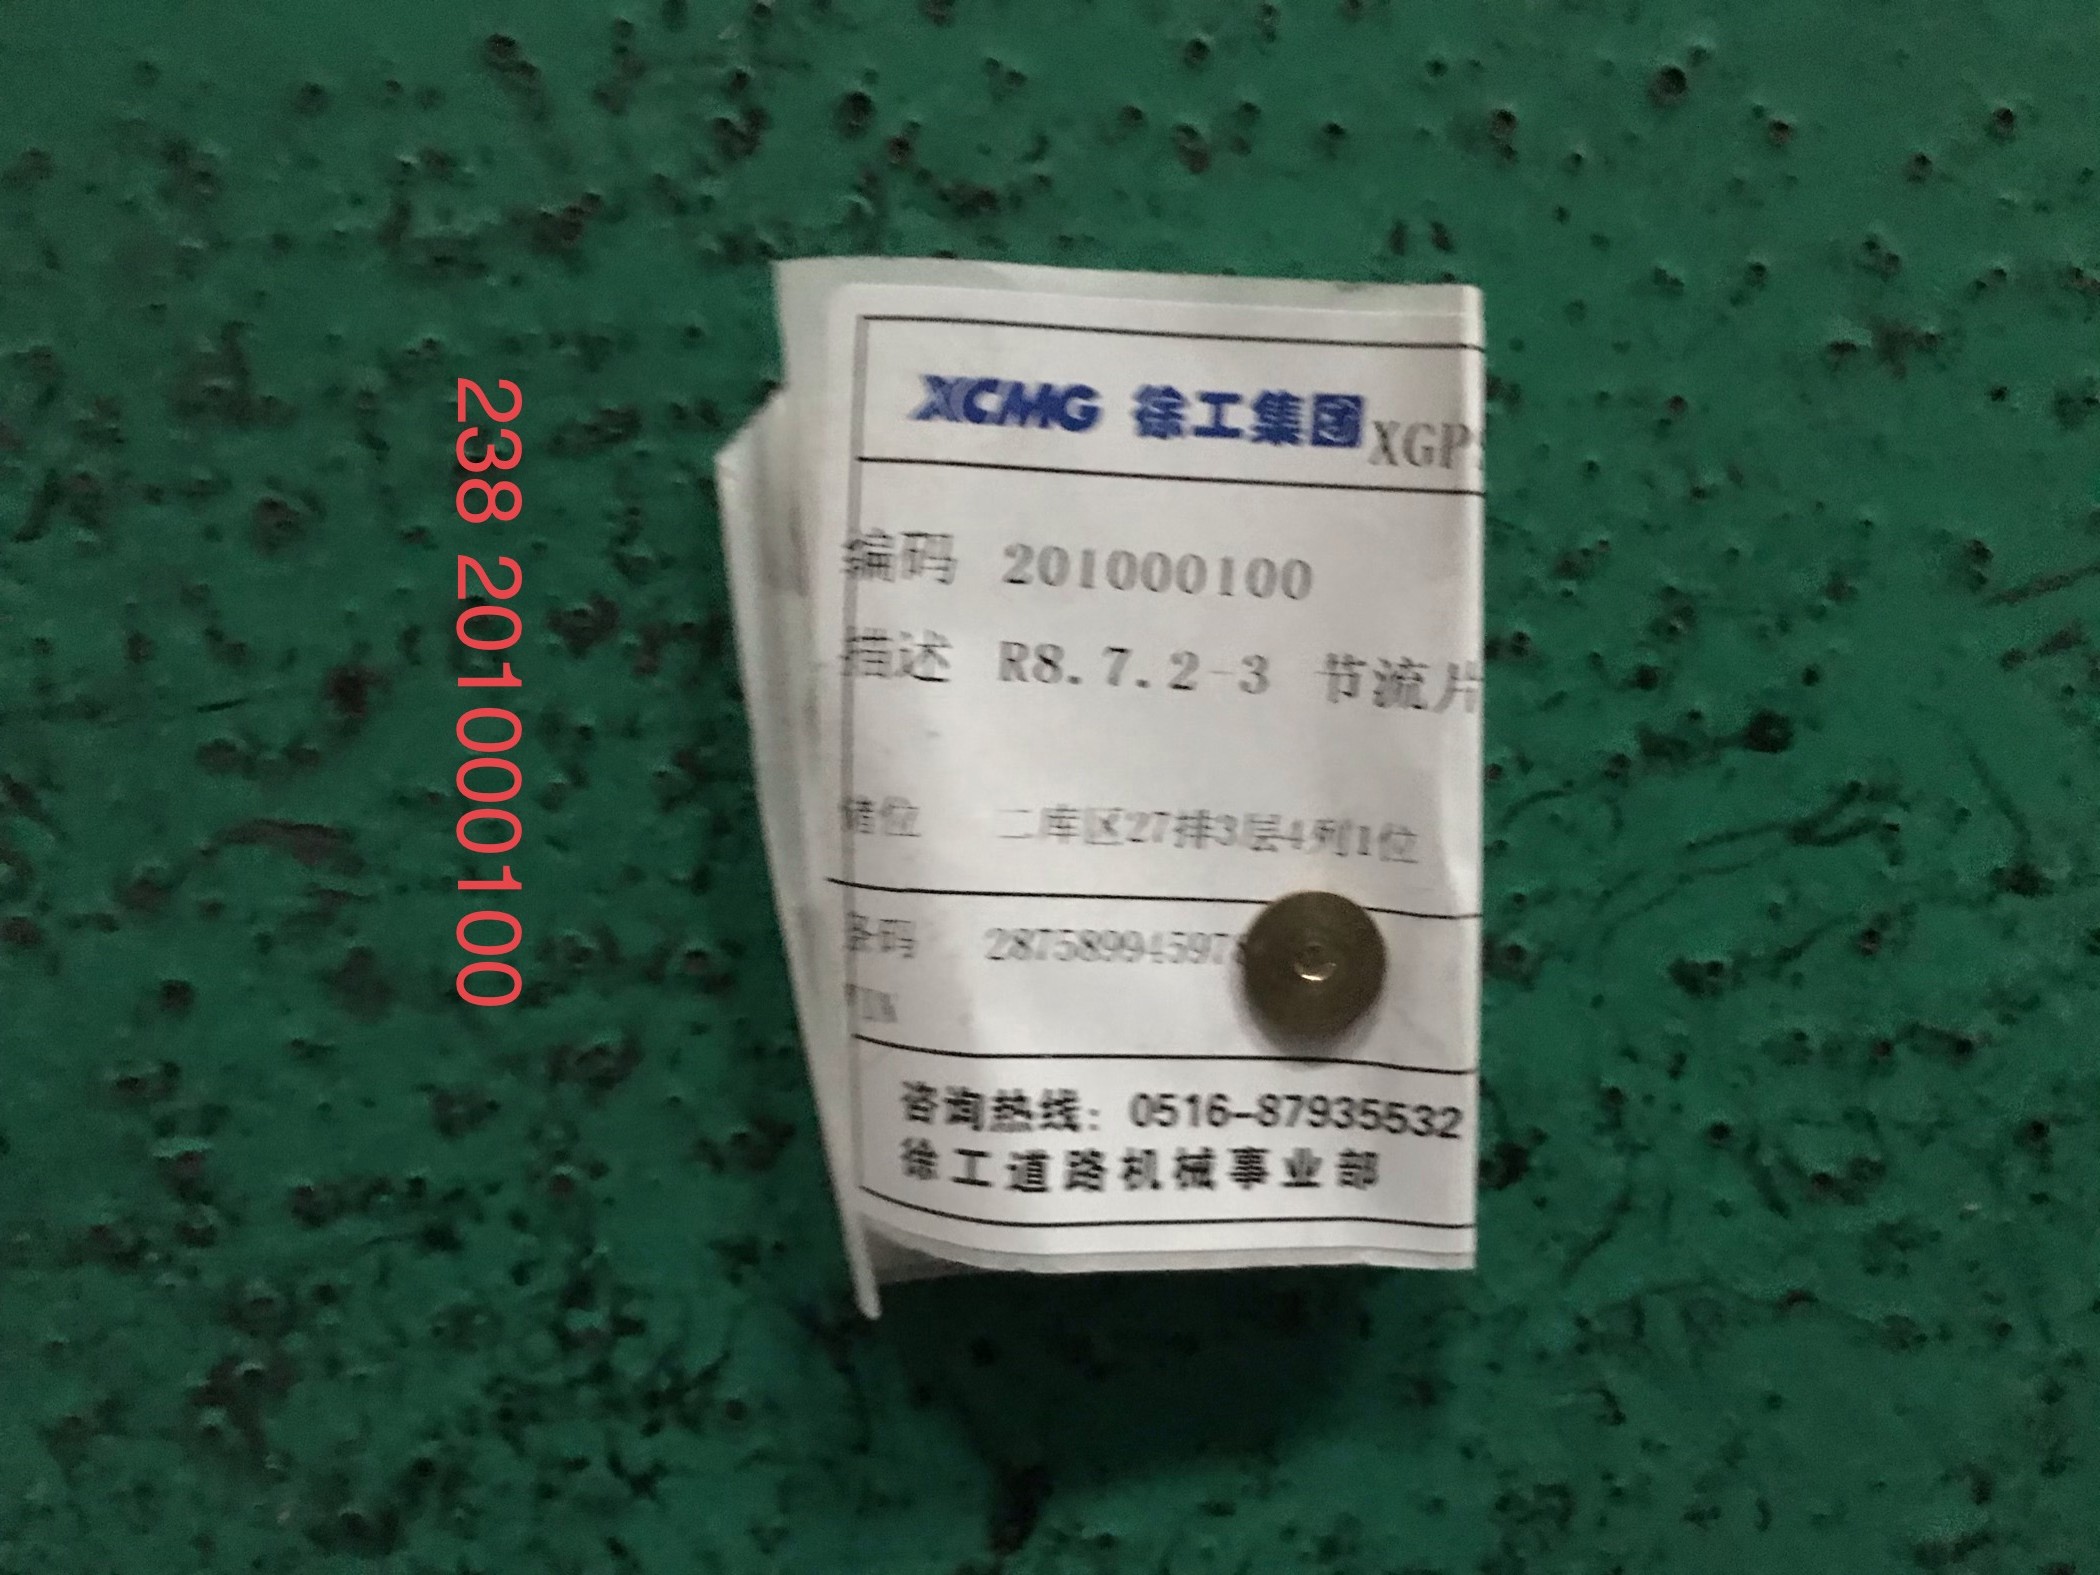 238 201000100
XCMG 徐工集团 XGP
编码 201000100
描述 R8.7.2-3 节流片
储位 二库区27排3层4列1位
条码 28758994597
咨询热线: 0516-87935532
徐工道路机械事业部